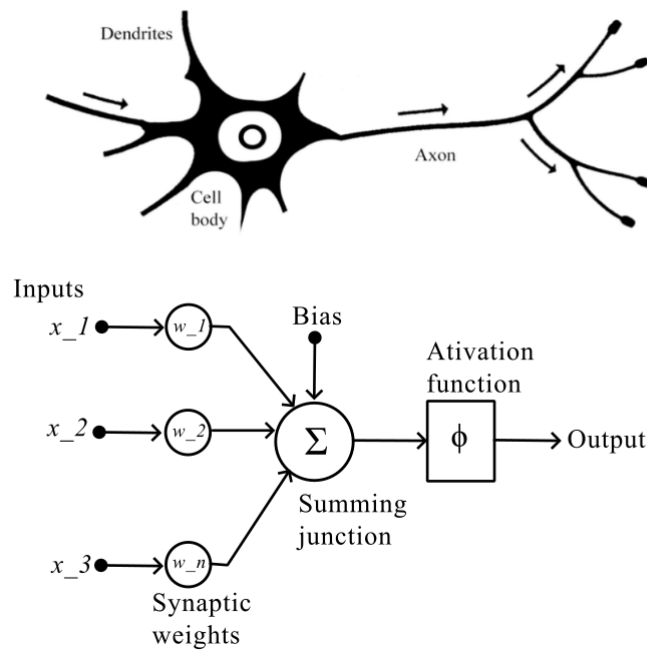 Dendrites
Axon
Cell
body
Inputs
x_1
w_1
Bias
Ativation
function
x_2
w_2
Σ
ϕ
Output
Summing
junction
x_3
w_n
Synaptic
weights